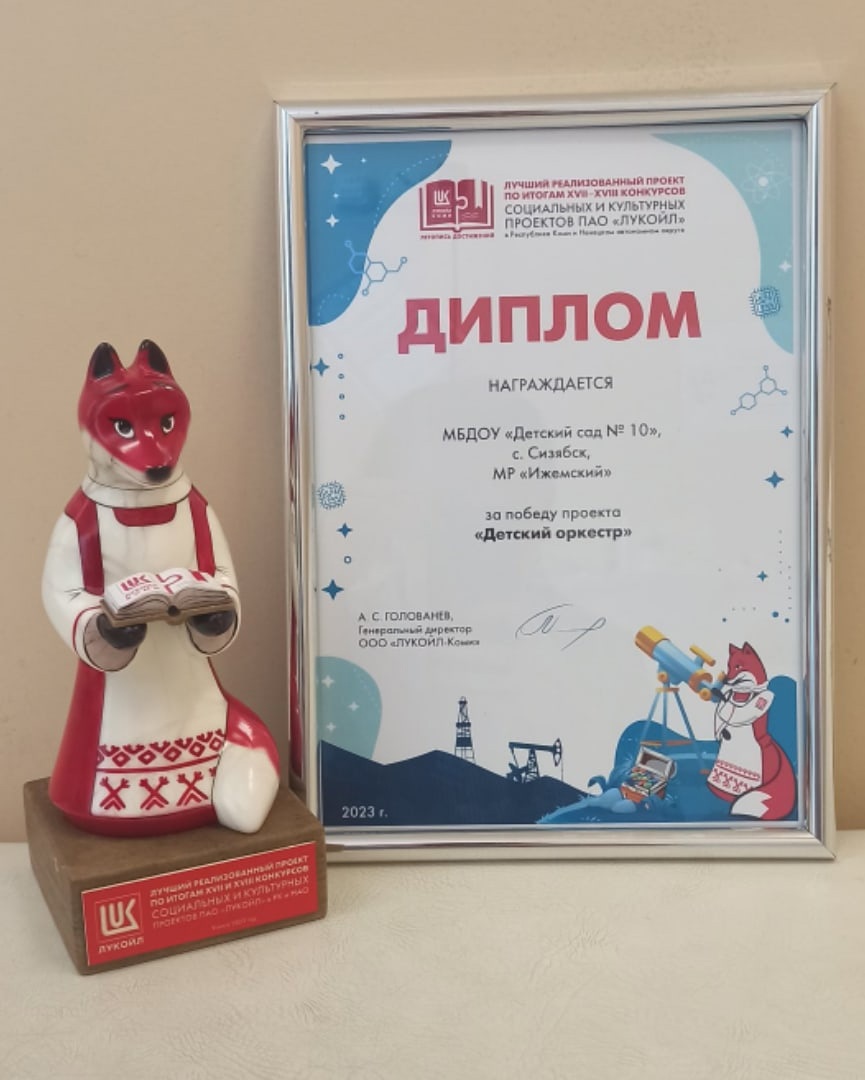 ЛУЧШИЙ РЕАЛИЗОВАННЫЙ ПРОЕКТ
ПО ИТОГАМ XVII–XVIII КОНКУРСОВ
СОЦИАЛЬНЫХ И КУЛЬТУРНЫХ
ПРОЕКТОВ ПАО «ЛУКОЙЛ»
в Республике Коми и Ненецком автономном округе
ЛЕТОПИСЬ ДОСТИЖЕНИЙ
ДИПЛОМ
НАГРАЖДАЕТСЯ
МБДОУ «Детский сад № 10»,
с. Сизябск,
МР «Ижемский»
за победу проекта
«Детский оркестр»
А. С. ГОЛОВАНЕВ,
Генеральный директор
ООО «ЛУКОЙЛ-Коми»
2023 г.
ЛУКОЙЛ
ЛУЧШИЙ РЕАЛИЗОВАННЫЙ ПРОЕКТ
ПО ИТОГАМ XVII И XVIII КОНКУРСОВ
СОЦИАЛЬНЫХ И КУЛЬТУРНЫХ
ПРОЕКТОВ ПАО «ЛУКОЙЛ» в РК и НАО